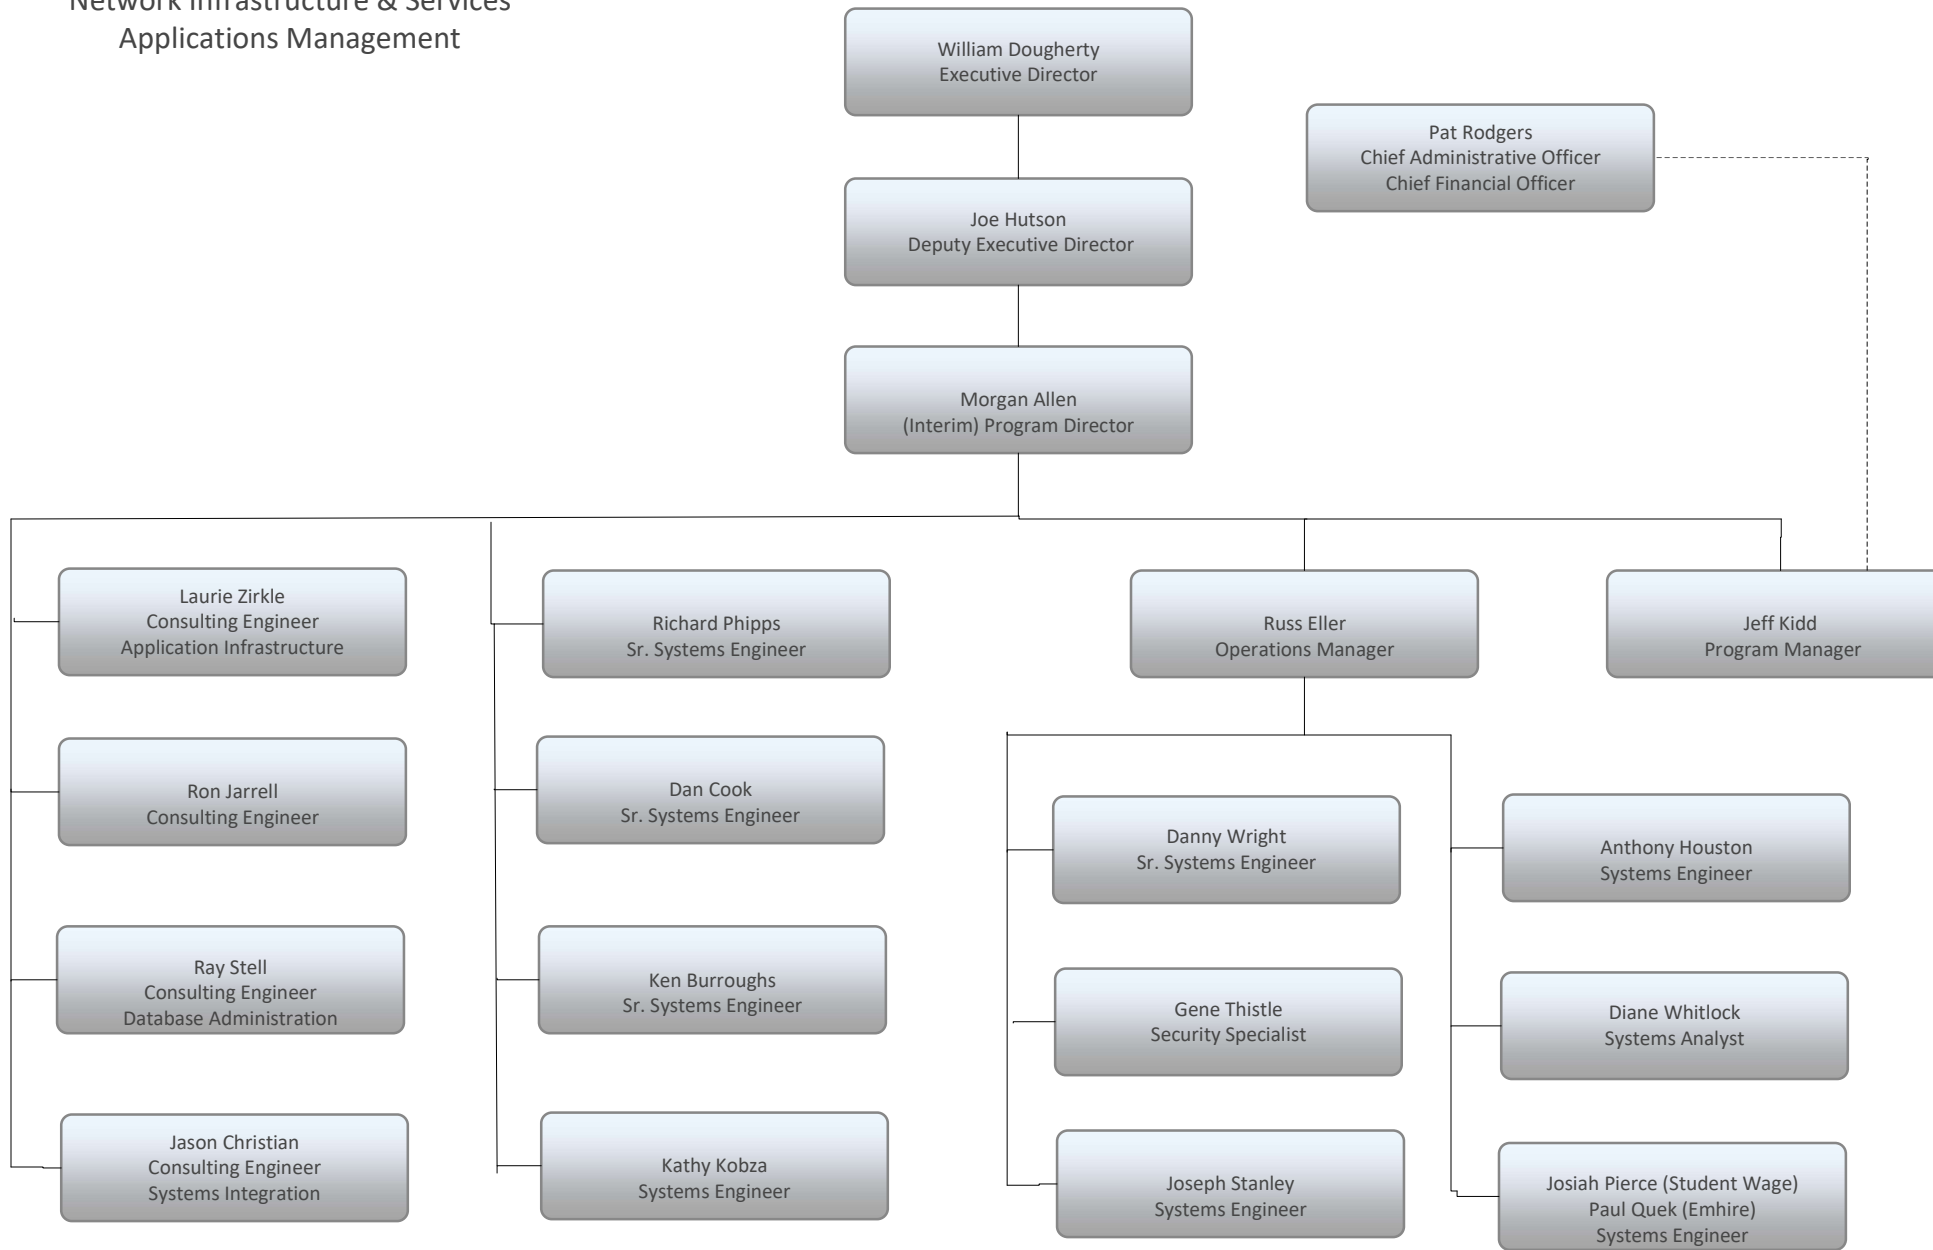 Network Infrastructure & Services
Applications Management
William Dougherty
Executive Director
Pat Rodgers
Chief Administrative Officer
Chief Financial Officer
Joe Hutson
Deputy Executive Director
Morgan Allen
(Interim) Program Director
Laurie Zirkle
Consulting Engineer
Application Infrastructure
Richard Phipps
Sr. Systems Engineer
Russ Eller
Operations Manager
Jeff Kidd
Program Manager
Ron Jarrell
Consulting Engineer
Dan Cook
Sr. Systems Engineer
Danny Wright
Sr. Systems Engineer
Anthony Houston
Systems Engineer
Ray Stell
Consulting Engineer
Database Administration
Ken Burroughs
Sr. Systems Engineer
Gene Thistle
Security Specialist
Diane Whitlock
Systems Analyst
Jason Christian
Consulting Engineer
Systems Integration
Kathy Kobza
Systems Engineer
Joseph Stanley
Systems Engineer
Josiah Pierce (Student Wage)
Paul Quek (Emhire)
Systems Engineer